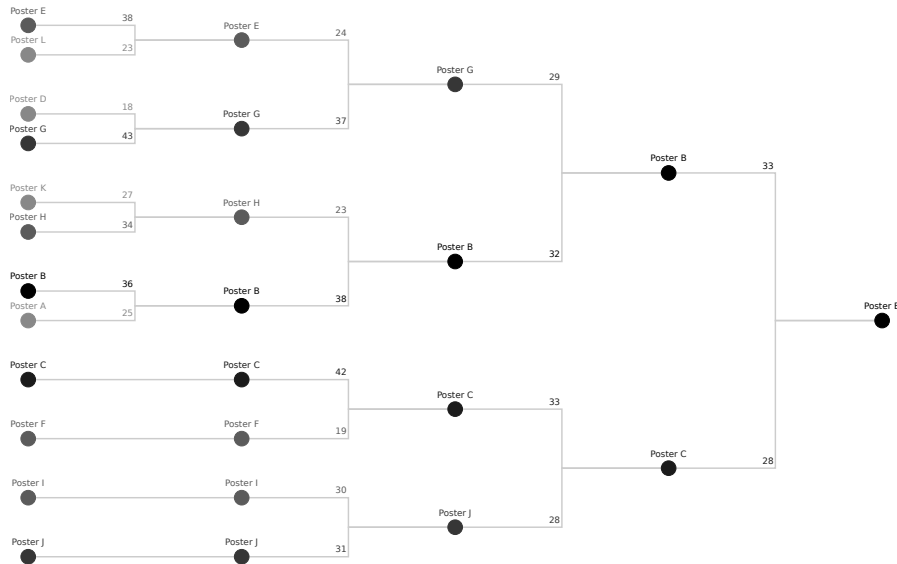 Poster E
38
Poster L
23
Poster D
18
Poster G
43
Poster K
27
Poster H
34
Poster B
36
Poster A
25
Poster C
Poster F
Poster I
Poster J
Poster E
24
Poster G
37
Poster H
23
Poster B
38
Poster C
42
Poster F
19
Poster I
30
Poster J
31
Poster G
29
Poster B
32
Poster C
33
Poster J
28
Poster B
33
Poster C
28
Poster